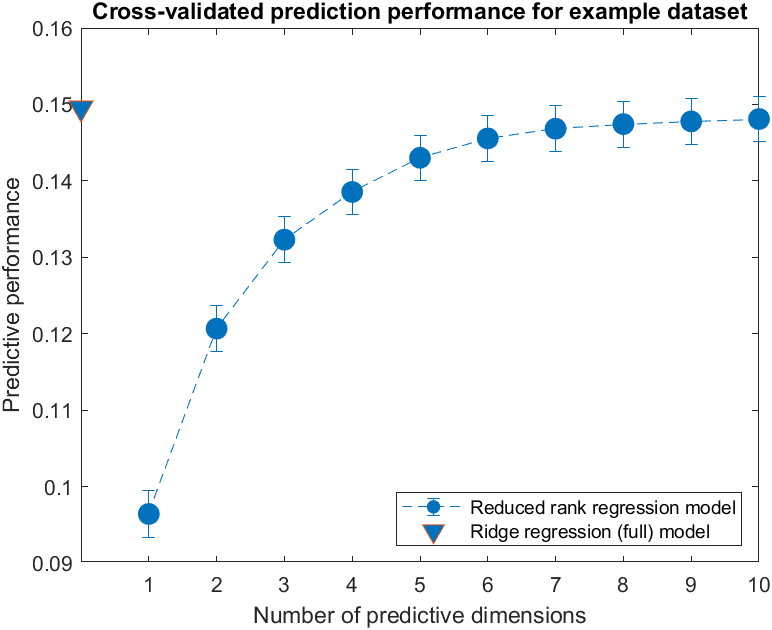 Cross-validated prediction performance for example dataset
0.16
0.15
0.14
0.13
0.12
0.11
0.1
0.09
Predictive performance
1 2 3 4 5 6 7 8 9 10
Number of predictive dimensions
Reduced rank regression model
Ridge regression (full) model